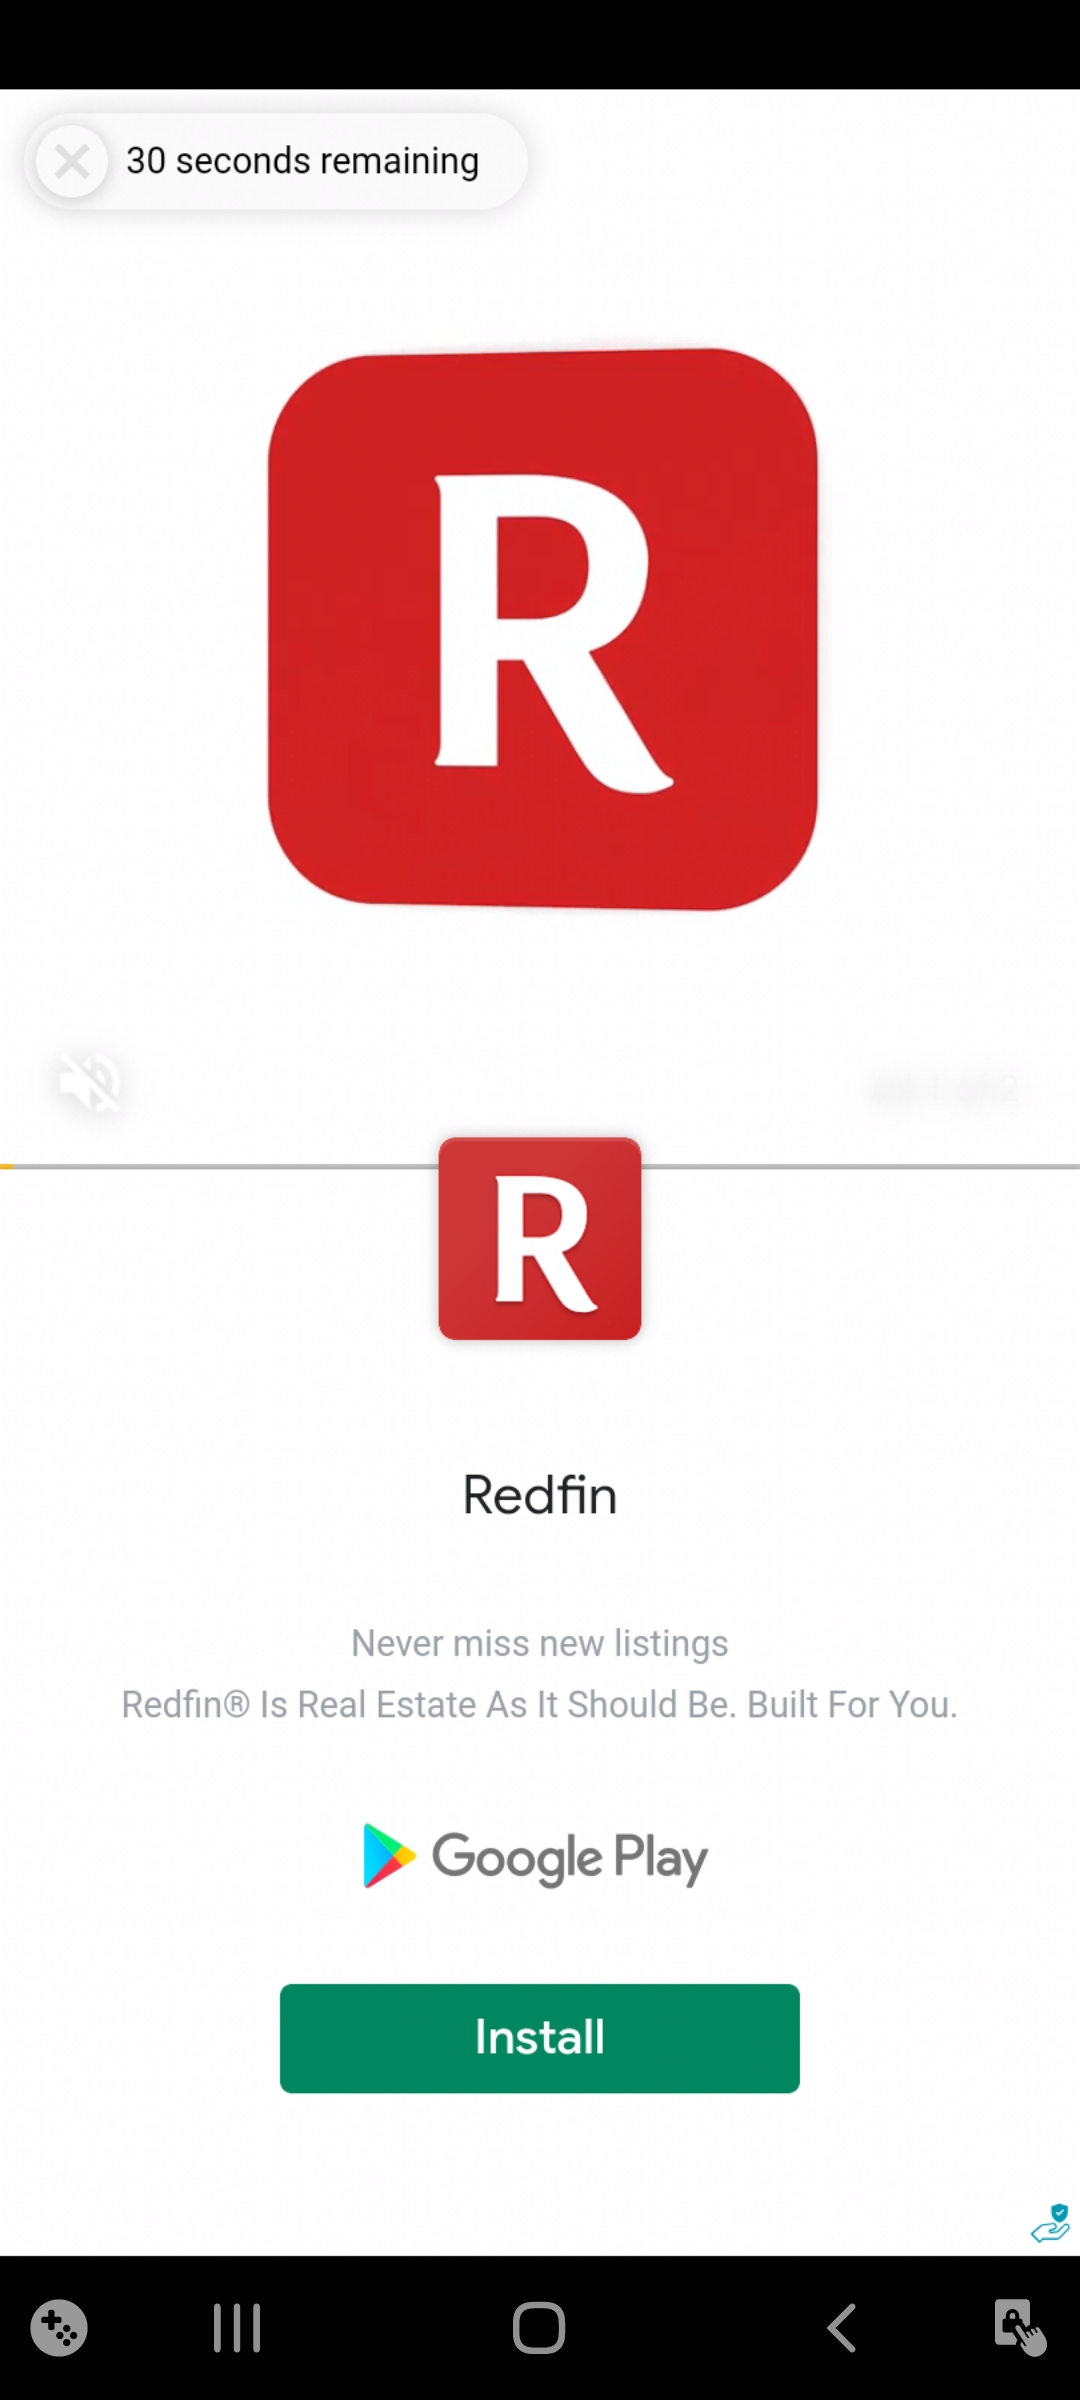 30 seconds remaining
R
R
Redfin
Never miss new listings
Redfin® Is Real Estate As It Should Be. Built For You.
Google Play
Install